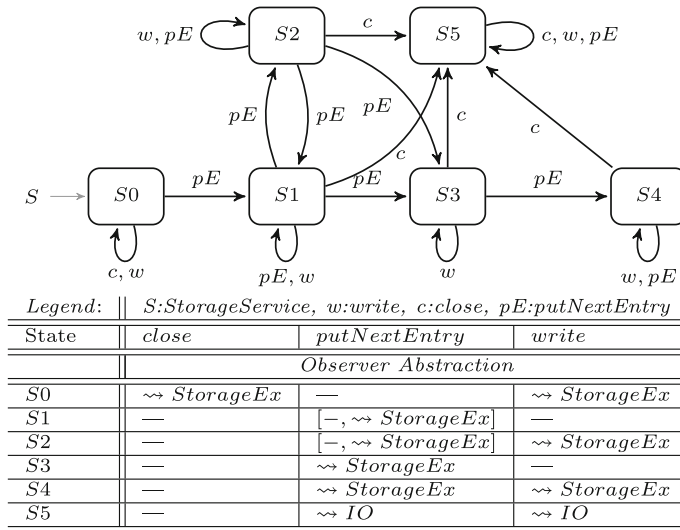 w, pE
S2
c
S5
c, w, pE
pE
pE
pE
c
c
c
S
S0
pE
S1
pE
S3
pE
S4
c, w
pE, w
w
w, pE
Legend: S:StorageService, w:write, c:close, pE:putNextEntry
State close putNextEntry write
Observer Abstraction
S0 ⇝ StorageEx — ⇝ StorageEx
S1 — [−, ⇝ StorageEx] —
S2 — [−, ⇝ StorageEx] ⇝ StorageEx
S3 — ⇝ StorageEx —
S4 — ⇝ StorageEx ⇝ StorageEx
S5 — ⇝ IO ⇝ IO